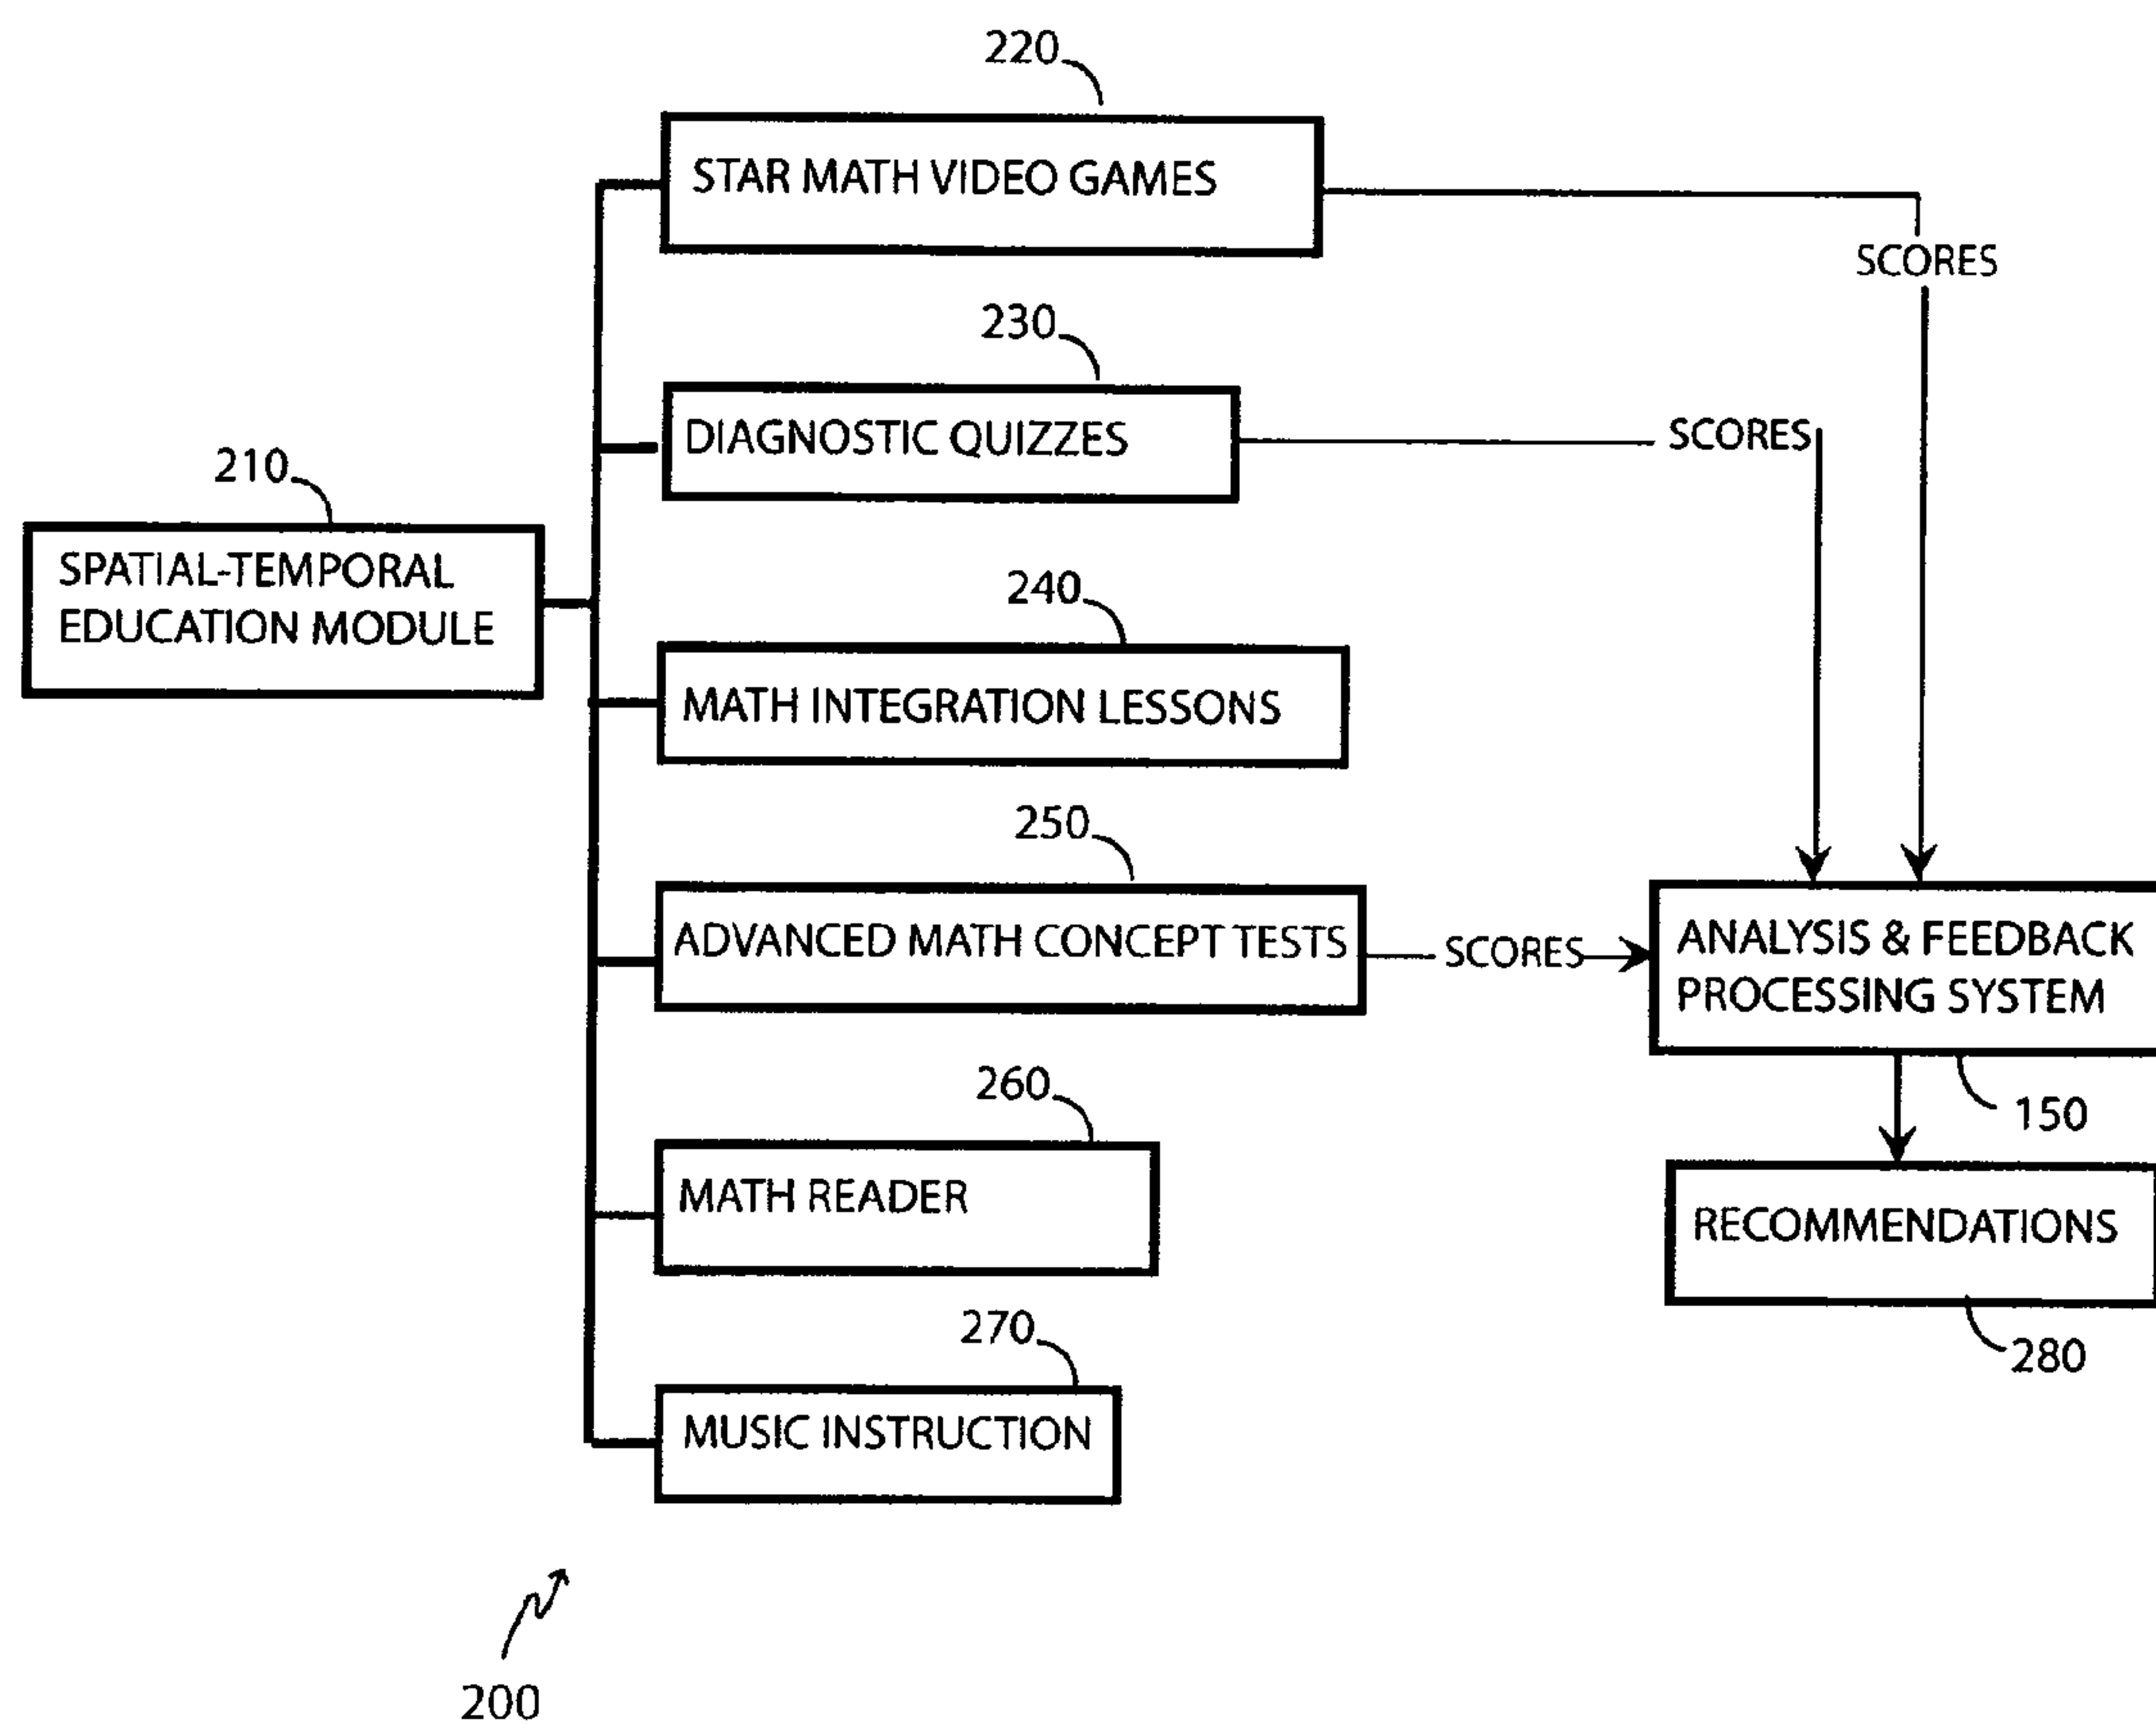 220
STAR MATH VIDEO GAMES
SCORES
230
DIAGNOSTIC QUIZZES
SCORES
210
SPATIAL-TEMPORAL
EDUCATION MODULE
240
MATH INTEGRATION LESSONS
250
ADVANCED MATH CONCEPT TESTS
SCORES
ANALYSIS & FEEDBACK
PROCESSING SYSTEM
150
260
MATH READER
RECOMMENDATIONS
280
270
MUSIC INSTRUCTION
200